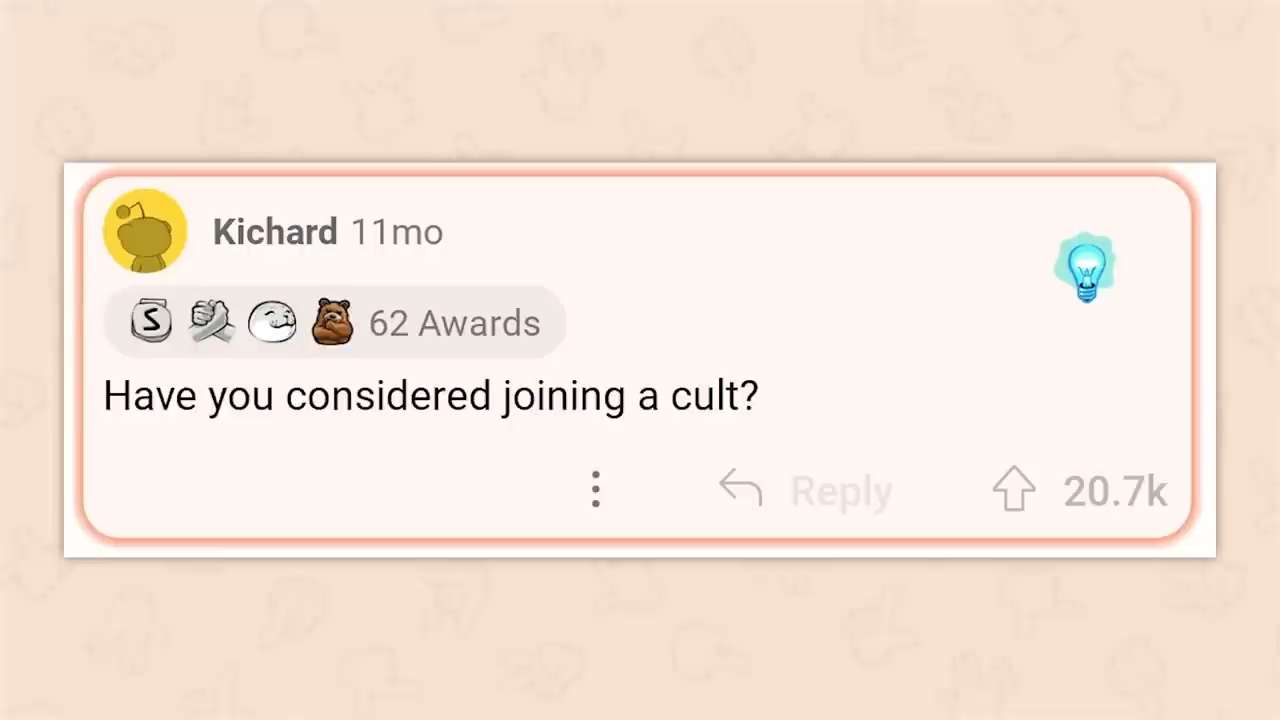 Kichard 11mo
S 62 Awards
Have you considered joining a cult?
Reply 20.7k